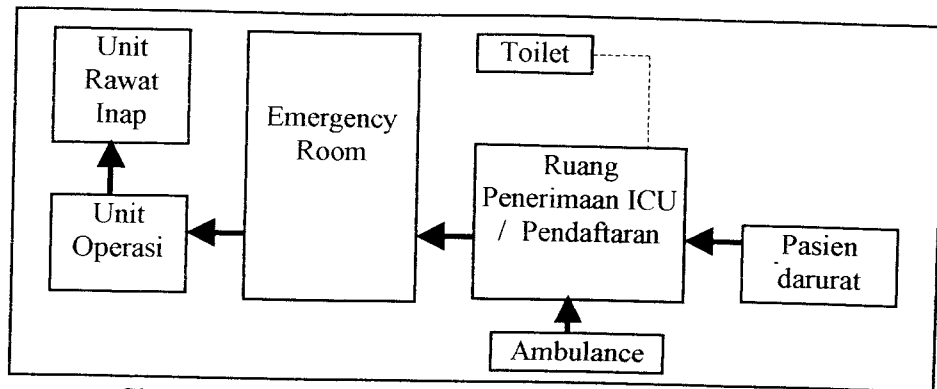 Unit
Rawat
Inap
Emergency
Room
Toilet
Ruang
Penerimaan ICU
/ Pendaftaran
Unit
Operasi
Pasien
darurat
Ambulance